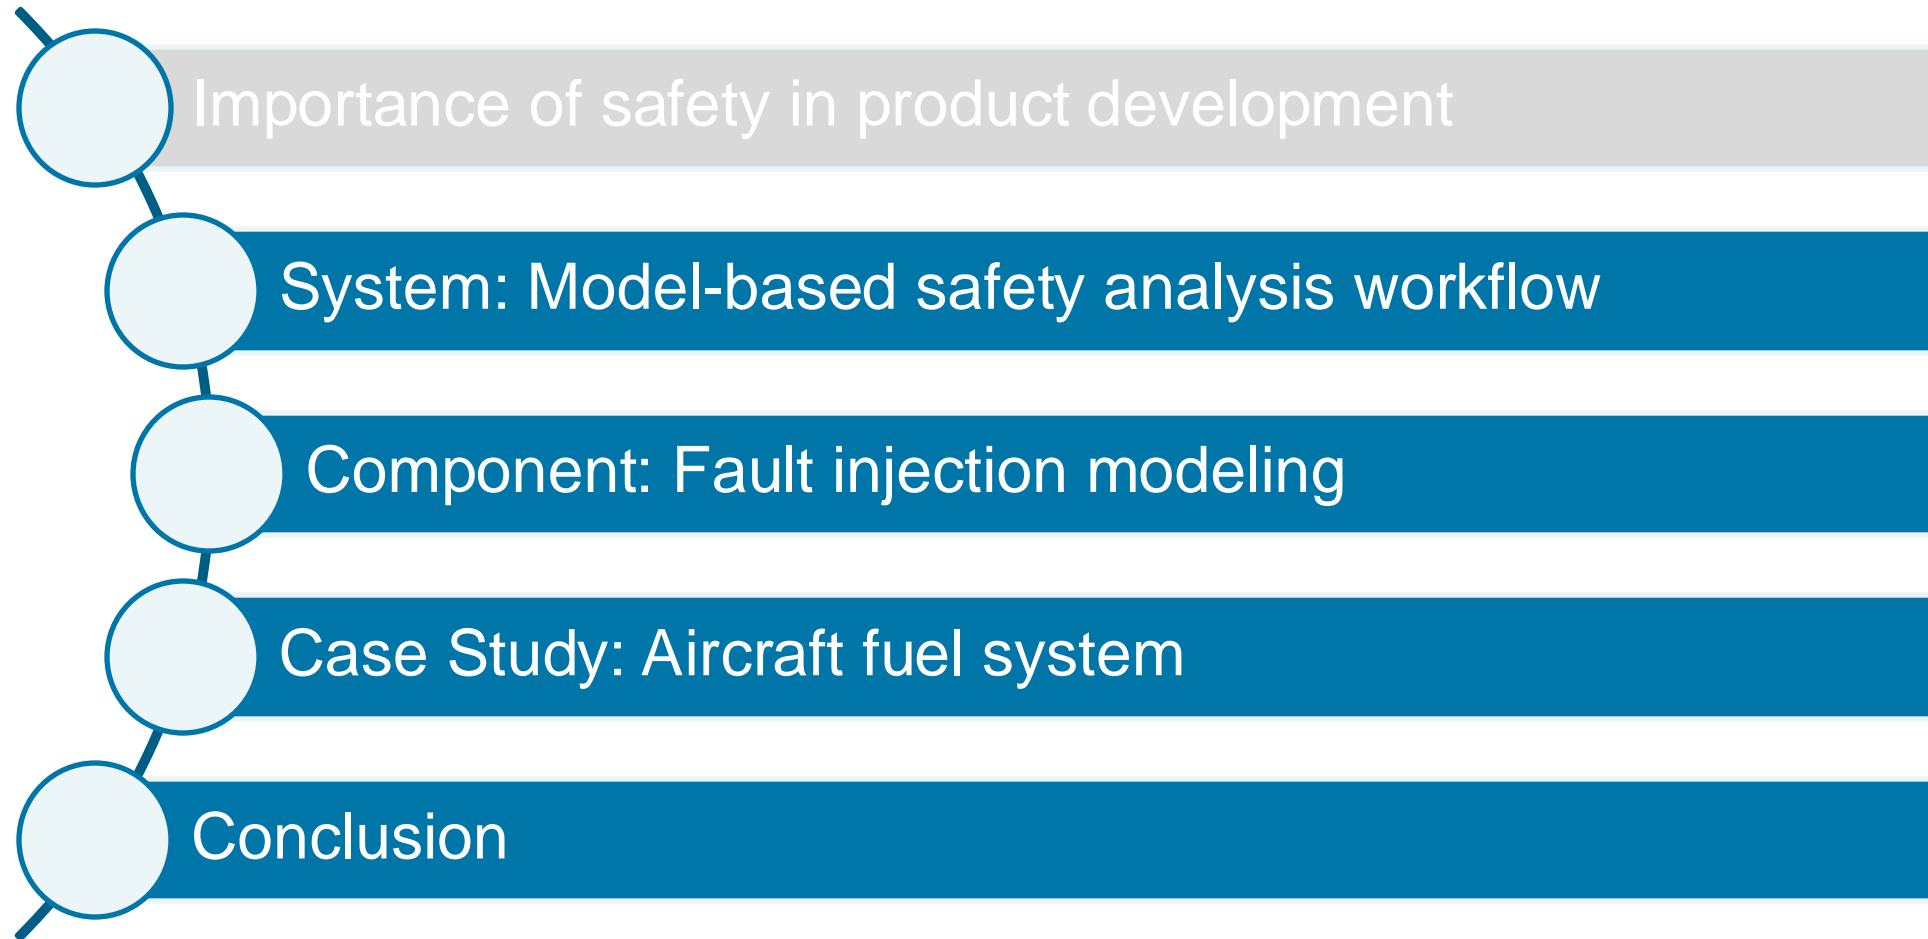 Importance of safety in product development
System: Model-based safety analysis workflow
Component: Fault injection modeling
Case Study: Aircraft fuel system
Conclusion